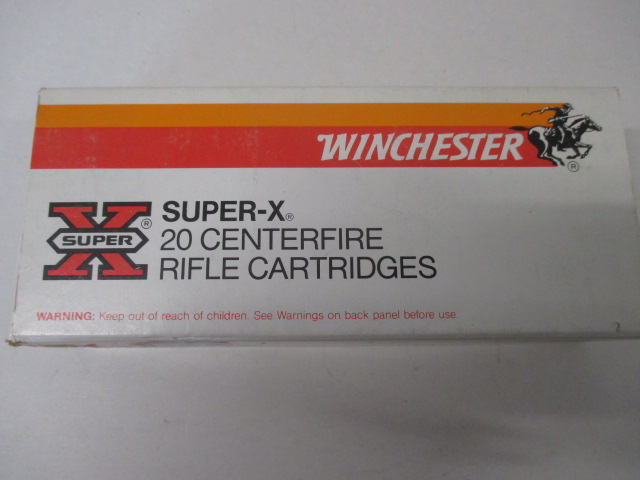 WINCHESTER
®
X SUPER ®
SUPER-X®
20 CENTERFIRE
RIFLE CARTRIDGES
WARNING: Keep out of reach of children. See Warnings on back panel before use.